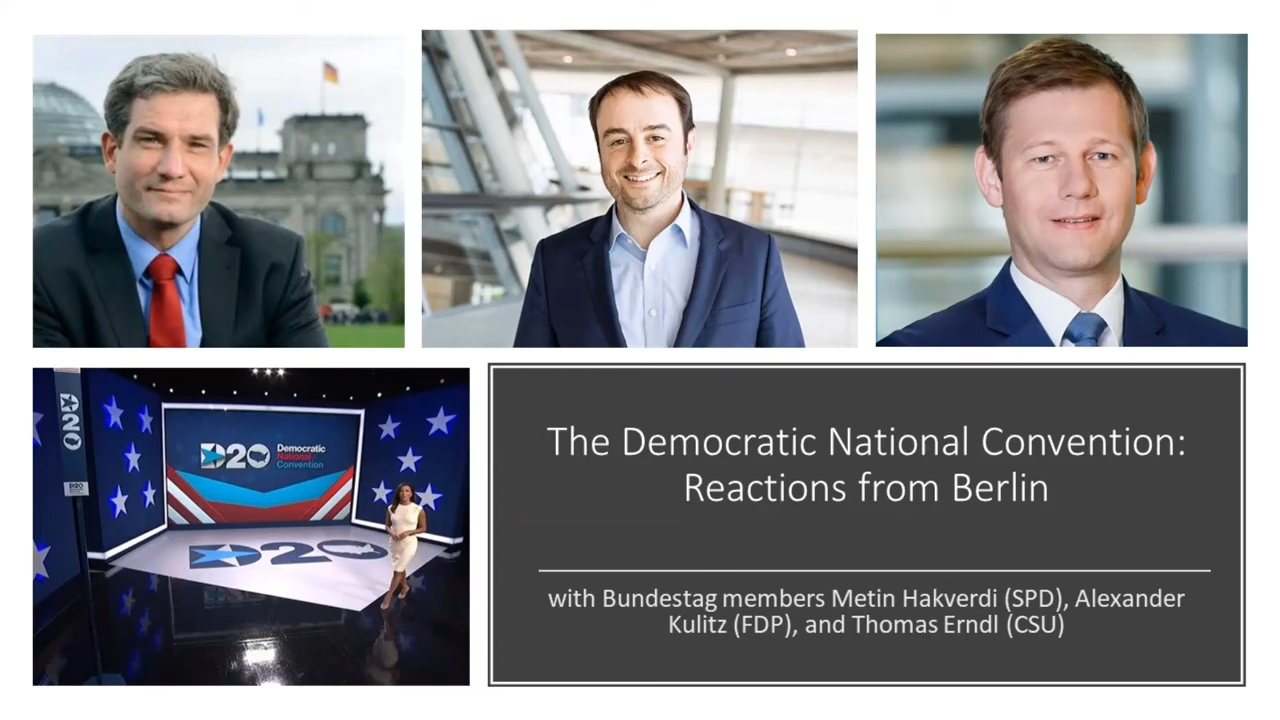 D20
D20
Democratic
National
Convention
D20
The Democratic National Convention:
Reactions from Berlin
with Bundestag members Metin Hakverdi (SPD), Alexander
Kulitz (FDP), and Thomas Erndl (CSU)